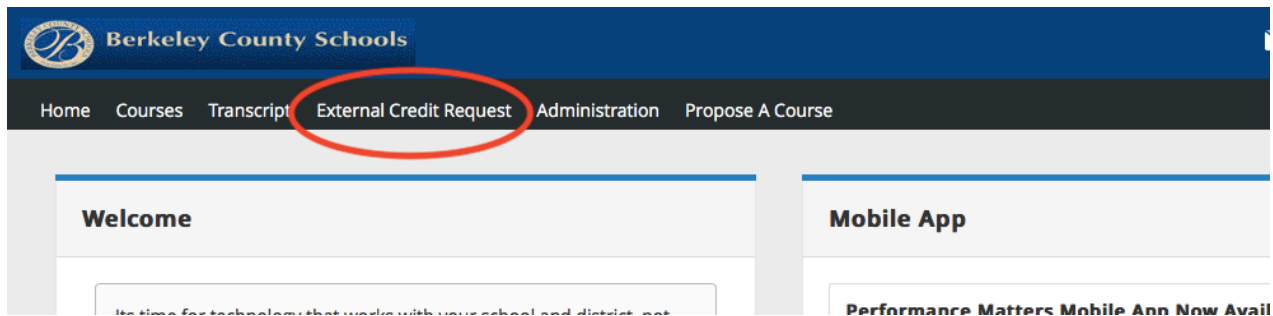 Berkeley County Schools
Home Courses Transcript External Credit Request Administration Propose A Course
Welcome
Mobile App
Its time for technology that works with your school and district, not
Performance Matters Mobile App Now Avail